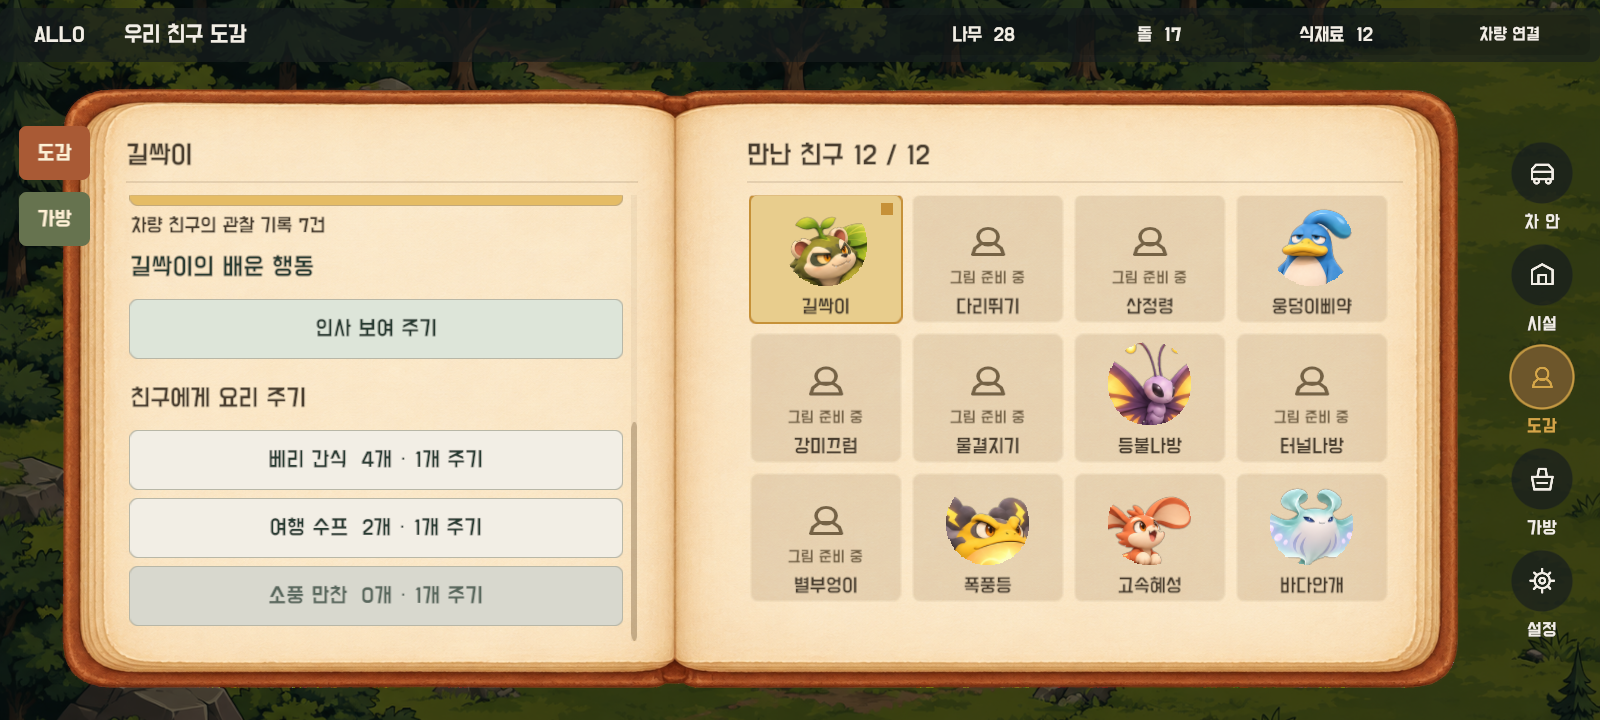 ALLO 우리 친구 도감 나무 28 돌 17 식재료 12 차량 연결
도감
가방
길싹이
차량 친구의 관찰 기록 7건
길싹이의 배운 행동
인사 보여 주기
친구에게 요리 주기
베리 간식 4개 · 1개 주기
여행 수프 2개 · 1개 주기
소풍 만찬 0개 · 1개 주기
만난 친구 12 / 12
길싹이
그림 준비 중
다리뛰기
그림 준비 중
산정령
웅덩이삐약
그림 준비 중
강미끄럼
그림 준비 중
물결지기
등불나방
그림 준비 중
터널나방
그림 준비 중
별부엉이
폭풍등
고속혜성
바다안개
차 안
시설
도감
가방
설정